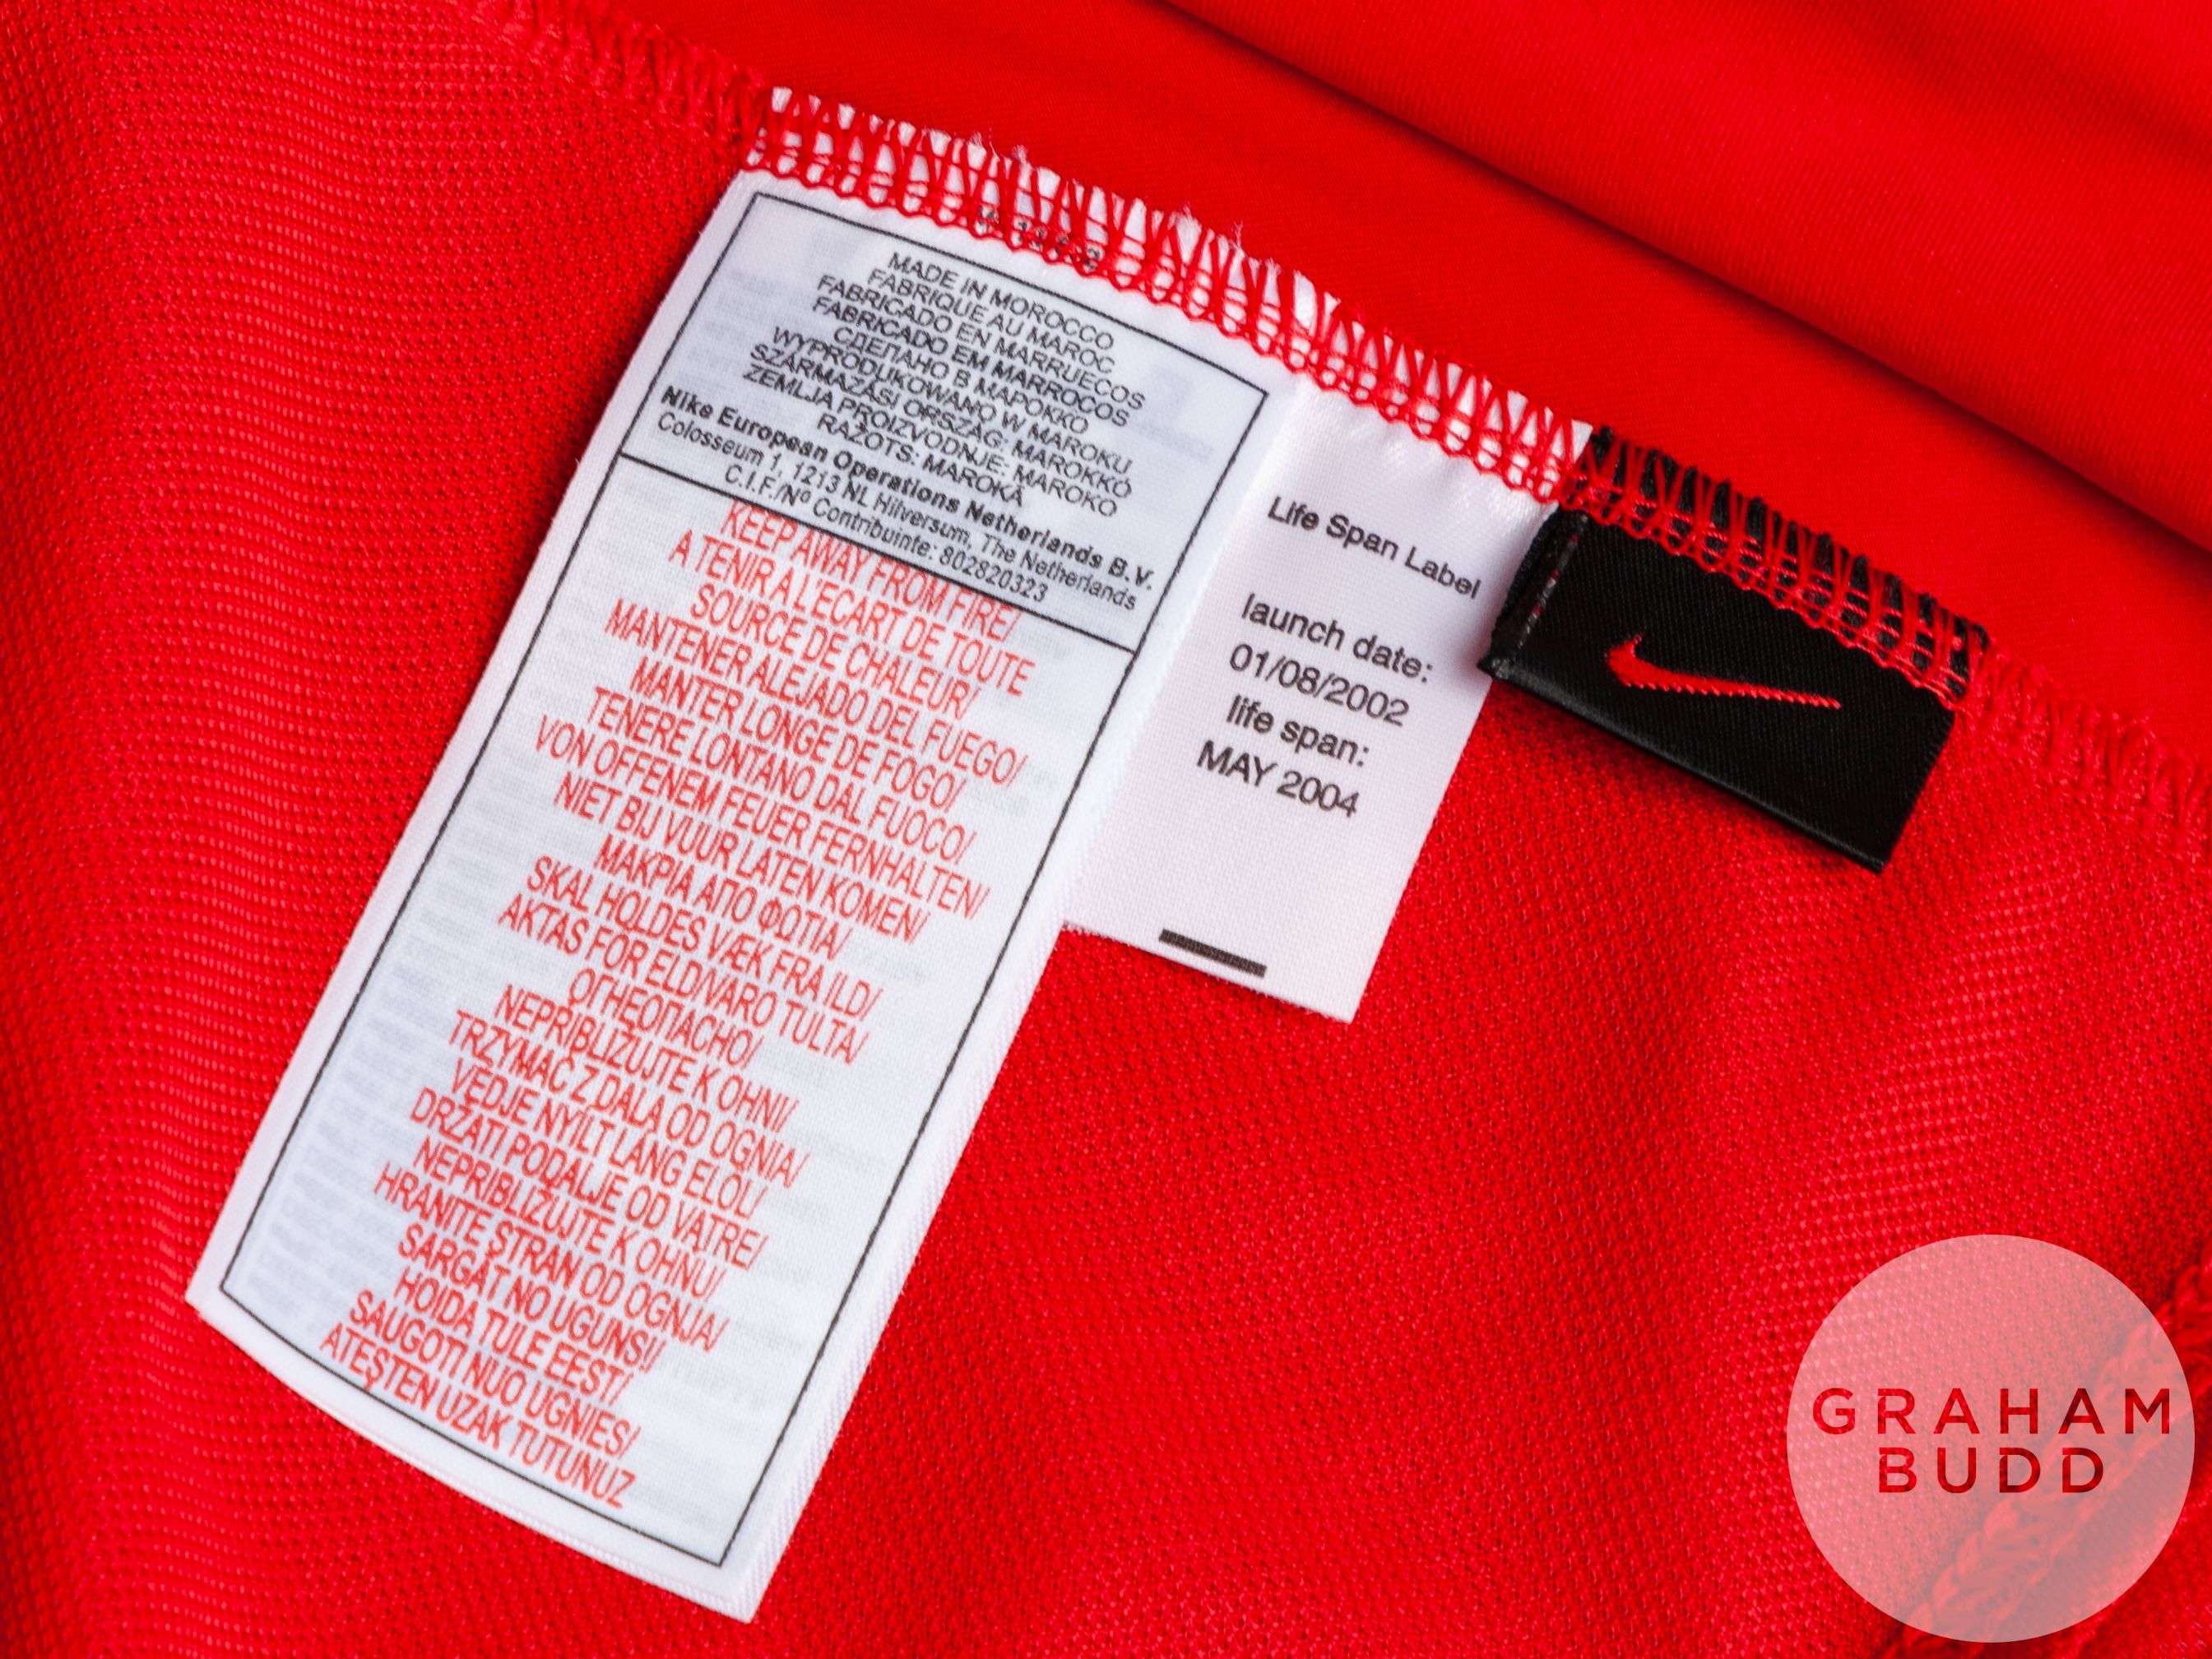 MADE IN MOROCCO
FABRIQUE AU MAROC
FABRICADO EN MARRUECOS
FABRICADO EM MARROCOS
СДЕЛАНО В МАРОККО
WYPRODUKOWANO W MAROKU
SZÁRMAZÁSI ORSZÁG: MAROKKÓ
ZEMLJA PROIZVODNJE: MAROKO
RAŽOTS: MAROKĀ
Nike European Operations Netherlands B.V.
Colosseum 1, 1213 NL Hilversum, The Netherlands
C.I.F./Nº Contribuinte: 802820323
KEEP AWAY FROM FIRE/
A TENIR A L'ECART DE TOUTE
SOURCE DE CHALEUR/
MANTENER ALEJADO DEL FUEGO/
MANTER LONGE DE FOGO/
TENERE LONTANO DAL FUOCO/
VON OFFENEM FEUER FERNHALTEN/
NIET BIJ VUUR LATEN KOMEN/
ΜΑΚΡΙΑ ΑΠΟ ΦΩΤΙΑ/
SKAL HOLDES VÆK FRA ILD/
AKTAS FÖR ELD/VARO TULTA/
ОГНЕОПАСНО/
NEPRIBLIZUJTE K OHNI/
TRZYMAĆ Z DALA OD OGNIA/
VÉDJE NYÍLT LÁNG ELOL/
DRŽATI PODALJE OD VATRE/
NEPRIBLIŽUJTE K OHNU/
HRANITE STRAN OD OGNJA/
SARGĀT NO UGUNS!/
HOIDA TULE EEST/
SAUGOTI NUO UGNIES/
ATEŞTEN UZAK TUTUNUZ
Life Span Label
launch date:
01/08/2002
life span:
MAY 2004
GRAHAM
BUDD